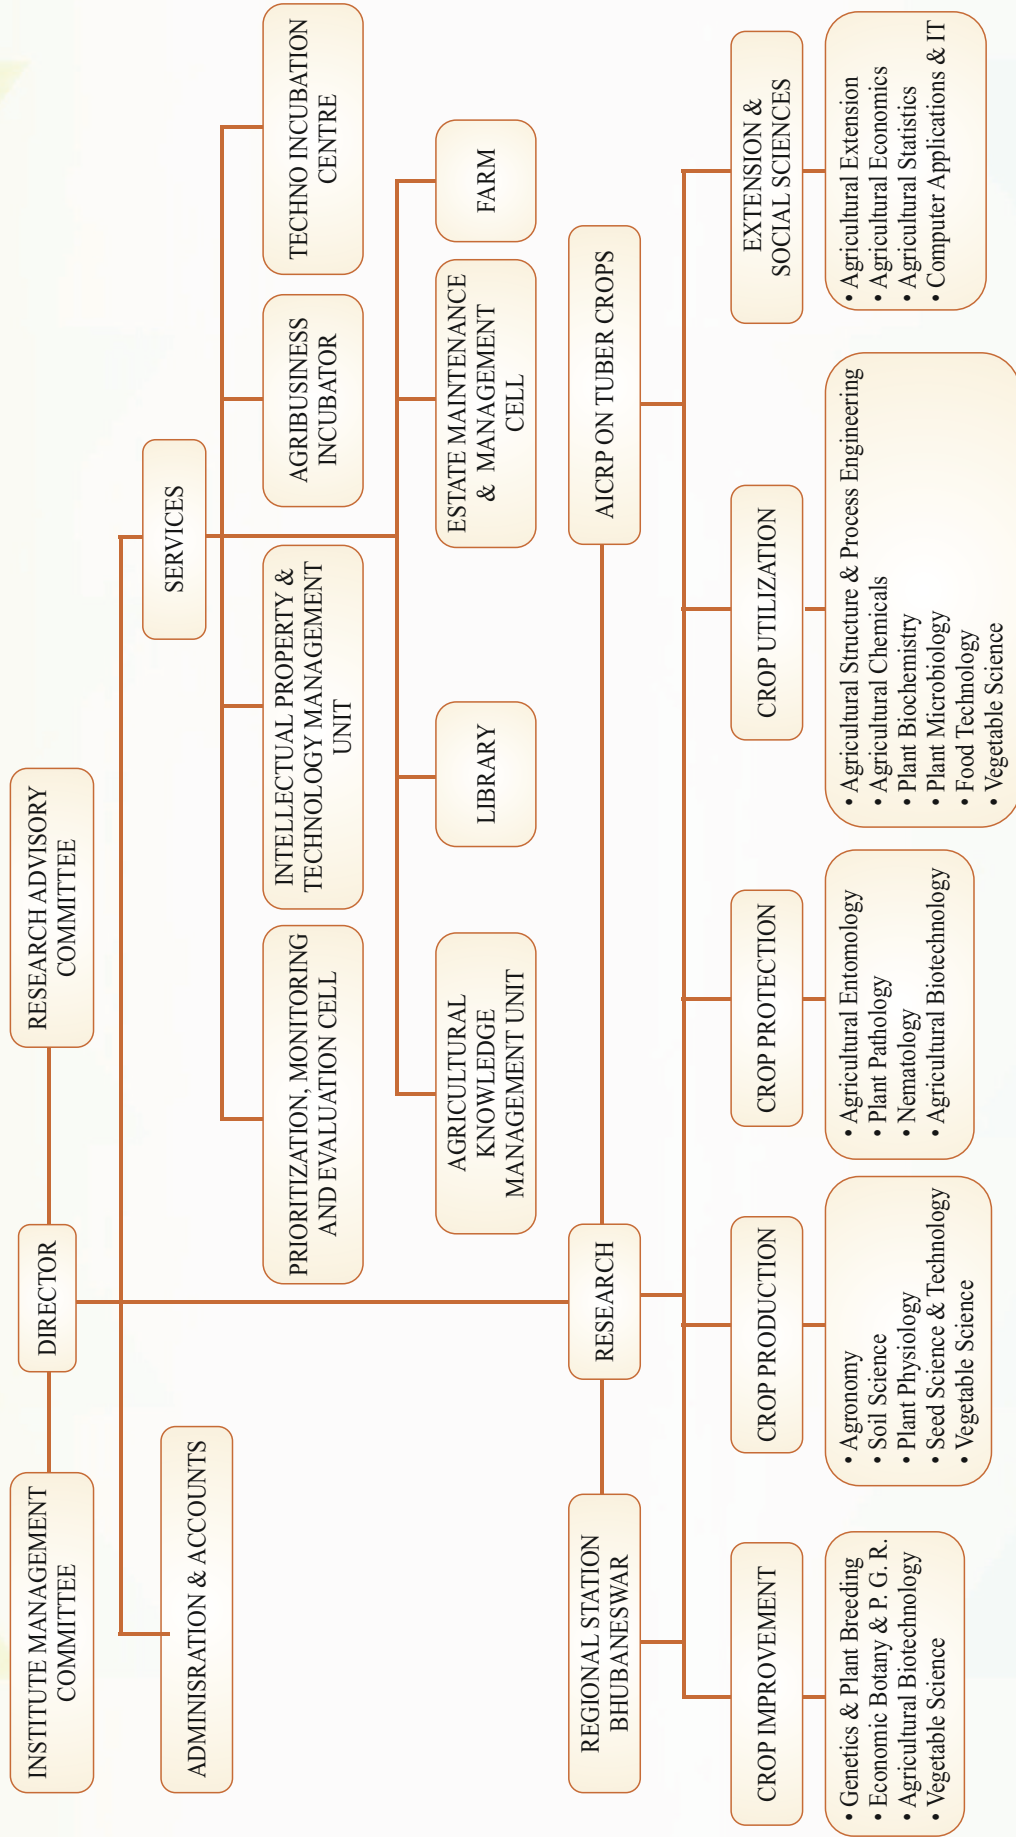 INSTITUTE MANAGEMENT
COMMITTEE
DIRECTOR
RESEARCH ADVISORY
COMMITTEE
ADMINISRATION & ACCOUNTS
SERVICES
PRIORITIZATION, MONITORING
AND EVALUATION CELL
INTELLECTUAL PROPERTY &
TECHNOLOGY MANAGEMENT
UNIT
AGRIBUSINESS
INCUBATOR
TECHNO INCUBATION
CENTRE
AGRICULTURAL
KNOWLEDGE
MANAGEMENT UNIT
LIBRARY
ESTATE MAINTENANCE
& MANAGEMENT
CELL
FARM
REGIONAL STATION
BHUBANESWAR
RESEARCH
AICRP ON TUBER CROPS
CROP IMPROVEMENT
CROP PRODUCTION
CROP PROTECTION
CROP UTILIZATION
EXTENSION &
SOCIAL SCIENCES
• Genetics & Plant Breeding
• Economic Botany & P. G. R.
• Agricultural Biotechnology
• Vegetable Science
• Agronomy
• Soil Science
• Plant Physiology
• Seed Science & Technology
• Vegetable Science
• Agricultural Entomology
• Plant Pathology
• Nematology
• Agricultural Biotechnology
• Agricultural Structure & Process Engineering
• Agricultural Chemicals
• Plant Biochemistry
• Plant Microbiology
• Food Technology
• Vegetable Science
• Agricultural Extension
• Agricultural Economics
• Agricultural Statistics
• Computer Applications & IT